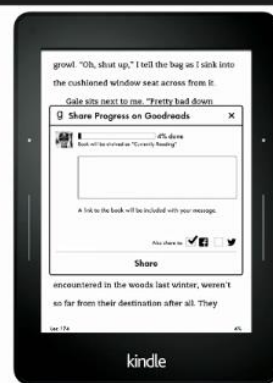 growl. "Oh, shut up," I tell the bag as I sink into
the cushioned window seat across from it.
Gale sits next to me. "Pretty bad down
g Share Progress on Goodreads ×
4% done
Book will be shelved as "Currently Reading"
A link to the book will be included with your message.
Also share to
Share
encountered in the woods last winter, weren't
so far from their destination after all. They
Loc 174 4%
kindle